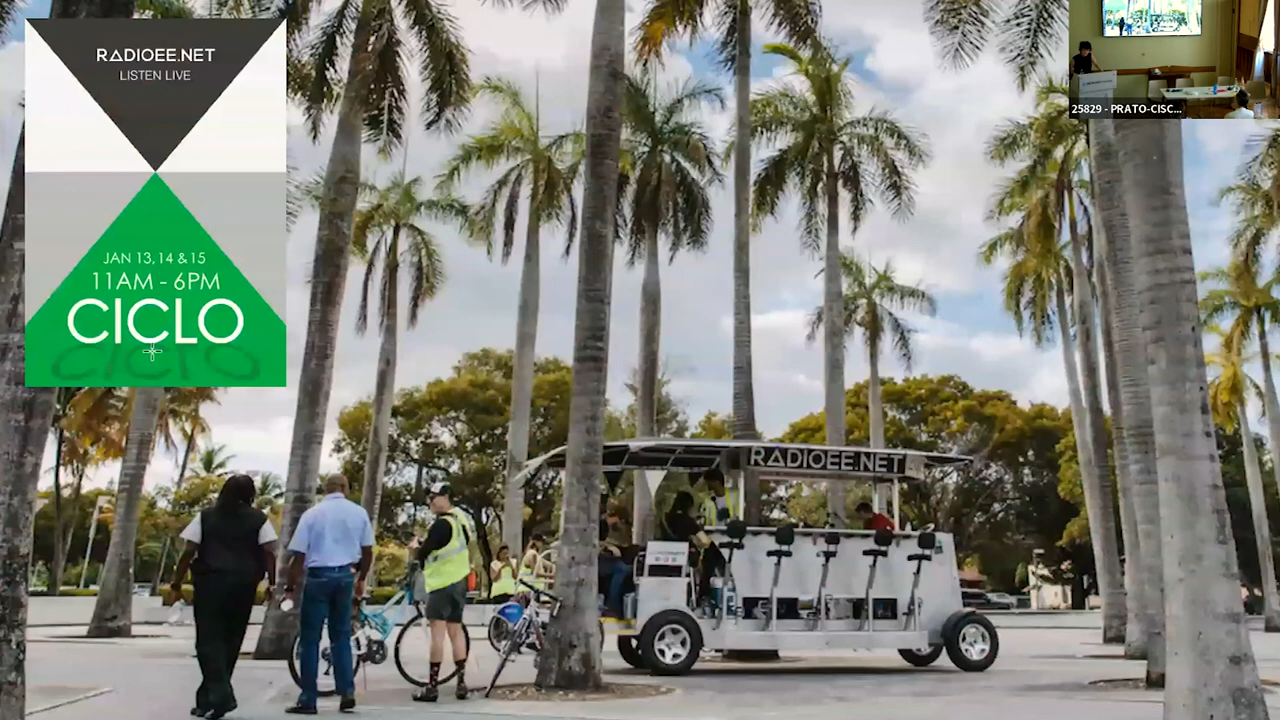 RADIOEE.NET
LISTEN LIVE
JAN 13, 14 & 15
11AM - 6PM
CICLO
25829 - PRATO-CISC...
RADIOEE.NET